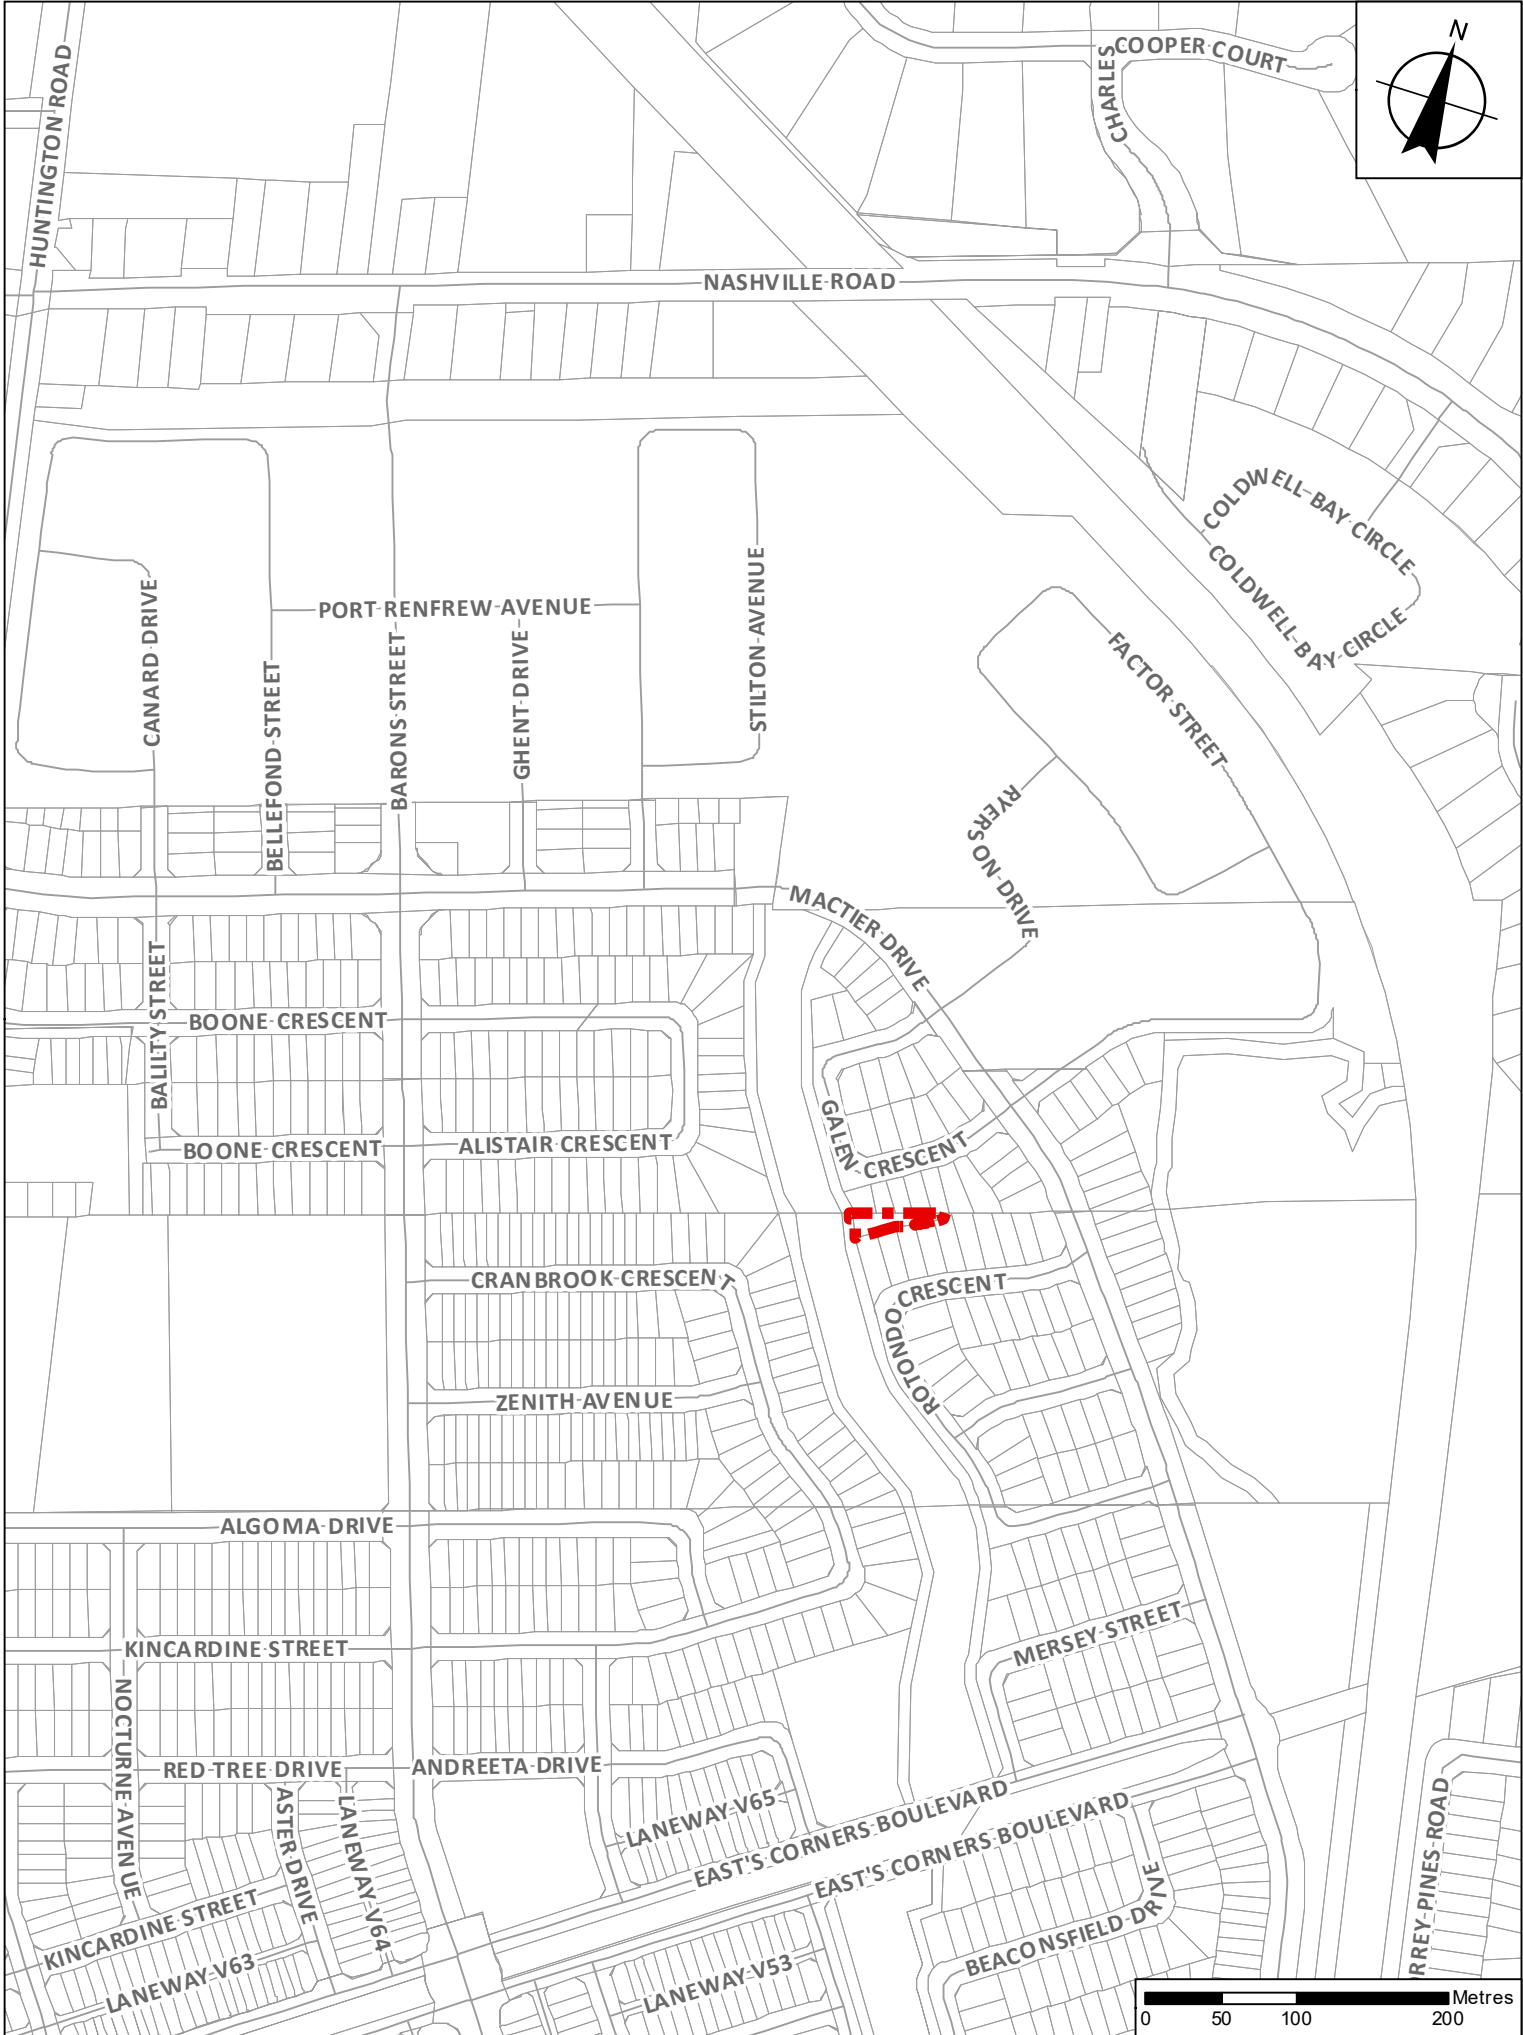 N
COOPER COURT
CHARLES
HUNTINGTON ROAD
NASHVILLE ROAD
COLDWELL BAY CIRCLE
COLDWELL BAY CIRCLE
CANARD DRIVE
PORT RENFREW AVENUE
STILTON AVENUE
BELLEFOND STREET
BARONS STREET
GHENT DRIVE
FACTOR STREET
RYERSON DRIVE
MACTIER DRIVE
BALILTY STREET
BOONE CRESCENT
GALEN CRESCENT
BOONE CRESCENT
ALISTAIR CRESCENT
CRANBROOK CRESCENT
ROTONDO CRESCENT
ZENITH AVENUE
ALGOMA DRIVE
KINCARDINE STREET
MERSEY STREET
NOCTURNE AVENUE
RED TREE DRIVE
ANDREETA DRIVE
ASTER DRIVE
LANEWAY V64
LANEWAY V65
EAST'S CORNERS BOULEVARD
EAST'S CORNERS BOULEVARD
KINCARDINE STREET
LANEWAY V63
LANEWAY V53
BEACONSFIELD DRIVE
RREY PINES ROAD
Metres
0 50 100 200